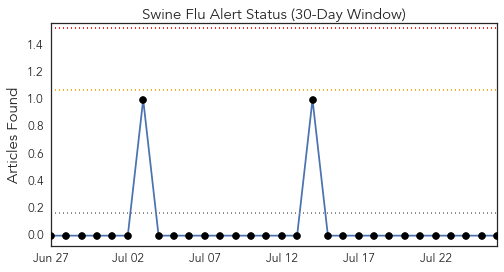 Swine Flu Alert Status (30-Day Window)
Articles Found
1.4
1.2
1.0
0.8
0.6
0.4
0.2
0.0
Jun 27 Jul 02 Jul 07 Jul 12 Jul 17 Jul 22